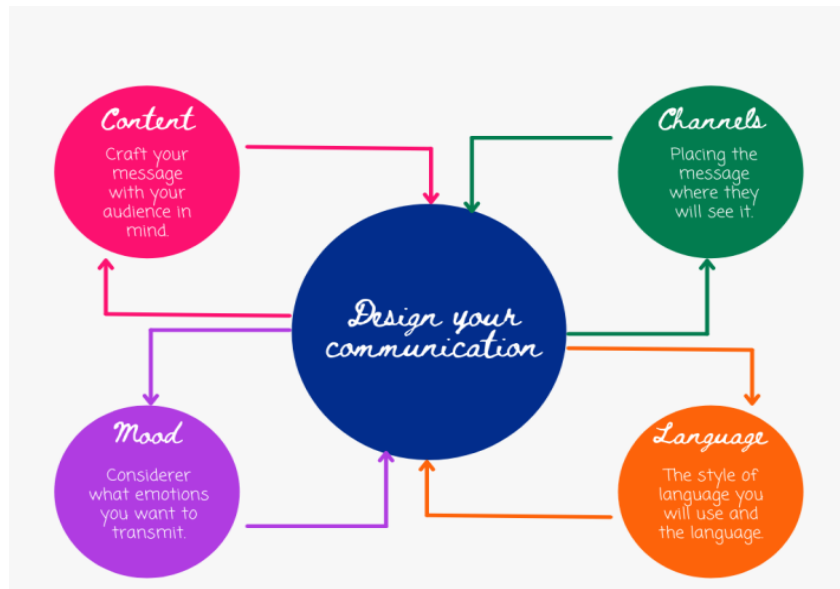 Content
Craft your
message
with your
audience in
mind.
Channels
Placing the
message
where they
will see it.
Design your
communication
Mood
Considerer
what emotions
you want to
transmit.
Language
The style of
language you
will use and
the language.